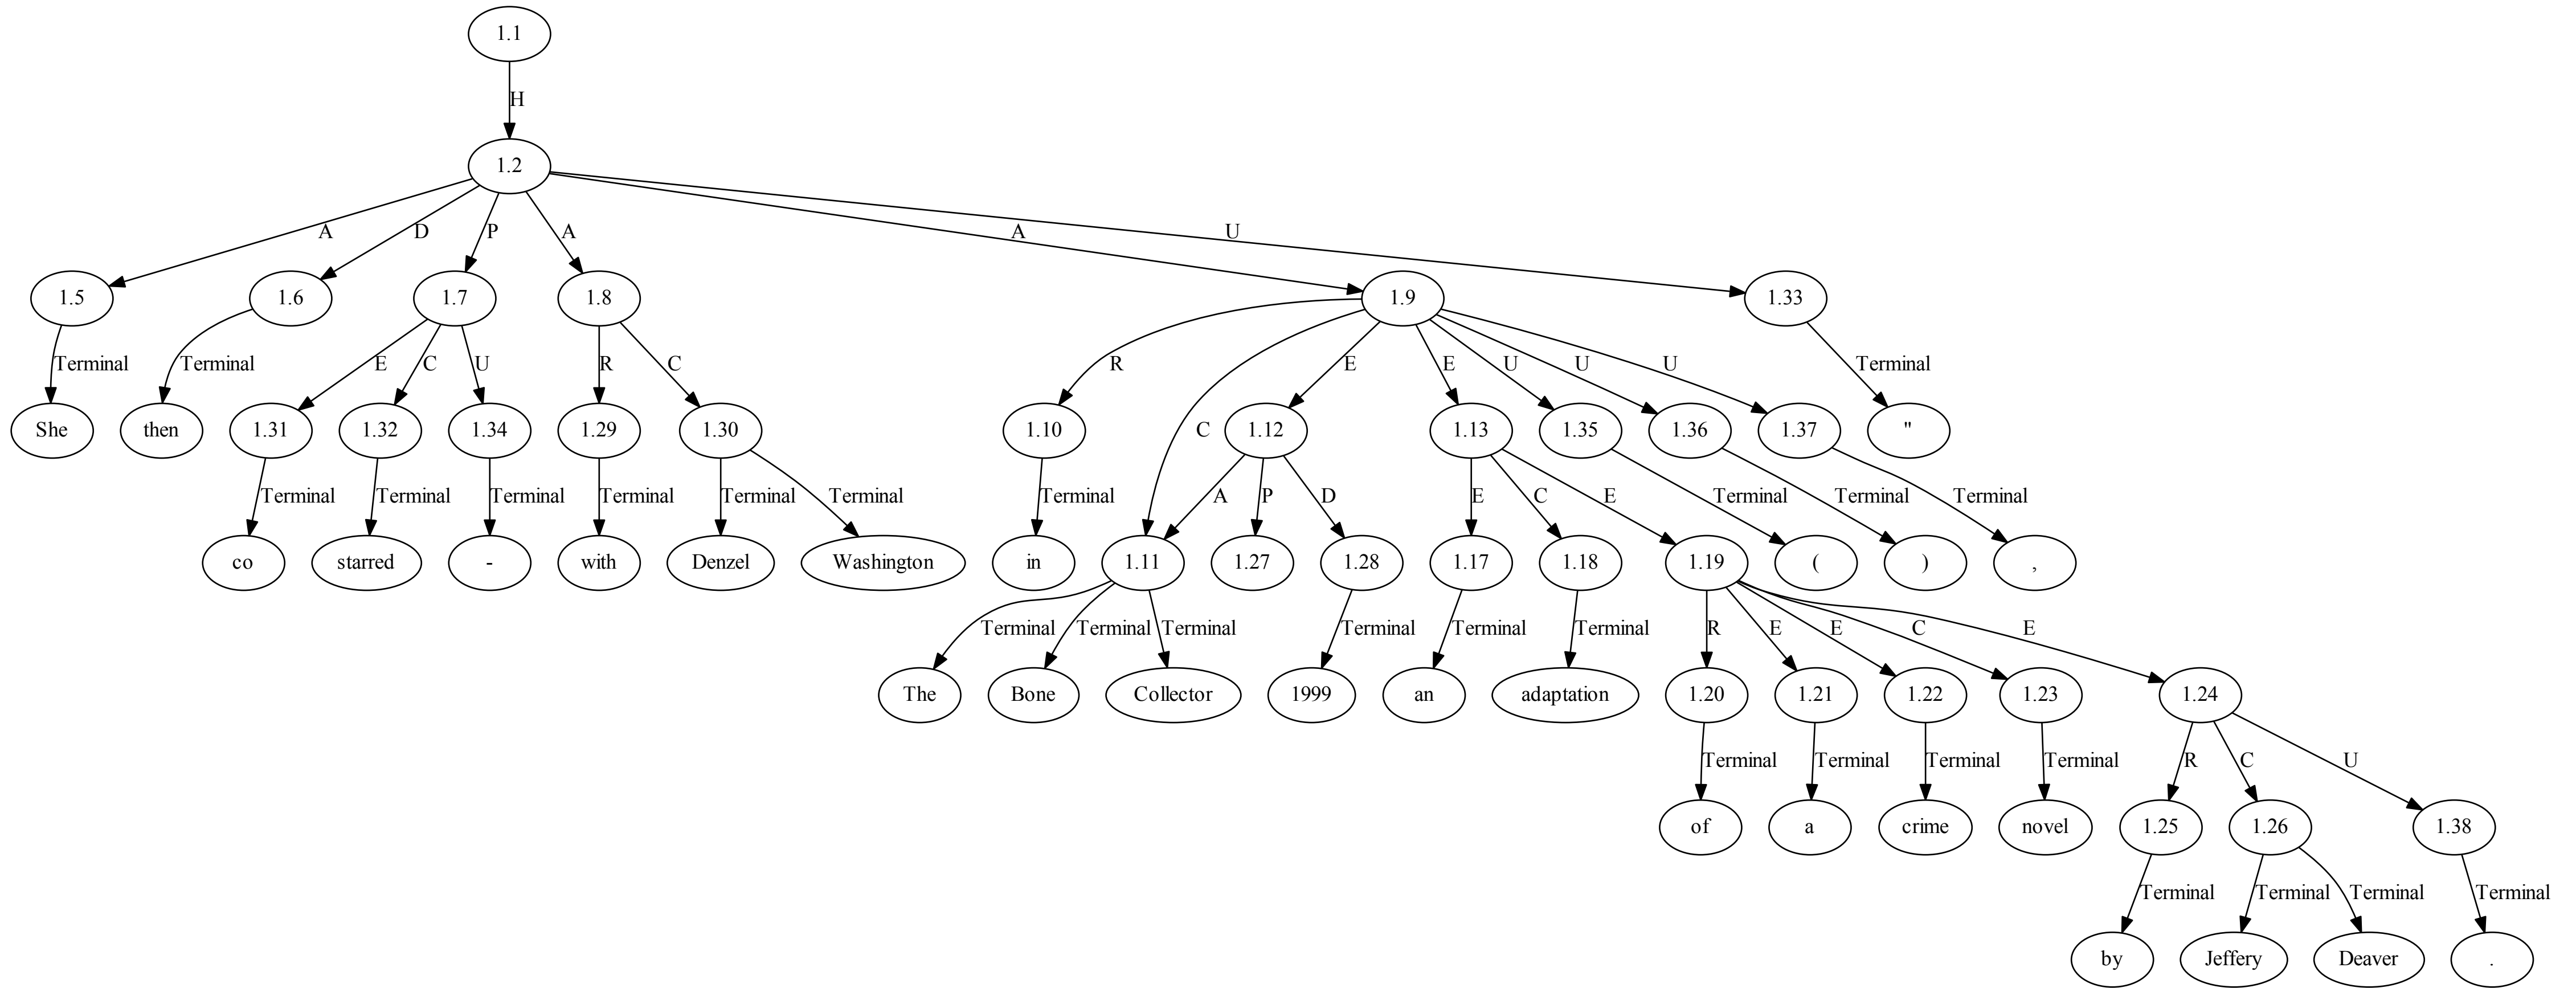 1.1
H
1.2
A D P A A U
1.5 1.6 1.7 1.8 1.9 1.33
Terminal Terminal E C U R C R C E E U U U Terminal
She then 1.31 1.32 1.34 1.29 1.30 1.10 1.12 1.13 1.35 1.36 1.37 "
Terminal Terminal Terminal Terminal Terminal Terminal Terminal A P D E C E Terminal Terminal Terminal
co starred - with Denzel Washington in 1.11 1.27 1.28 1.17 1.18 1.19 ( ) ,
Terminal Terminal Terminal Terminal Terminal Terminal R E E C E
The Bone Collector 1999 an adaptation 1.20 1.21 1.22 1.23 1.24
Terminal Terminal Terminal Terminal R C U
of a crime novel 1.25 1.26 1.38
Terminal Terminal Terminal Terminal
by Jeffery Deaver .